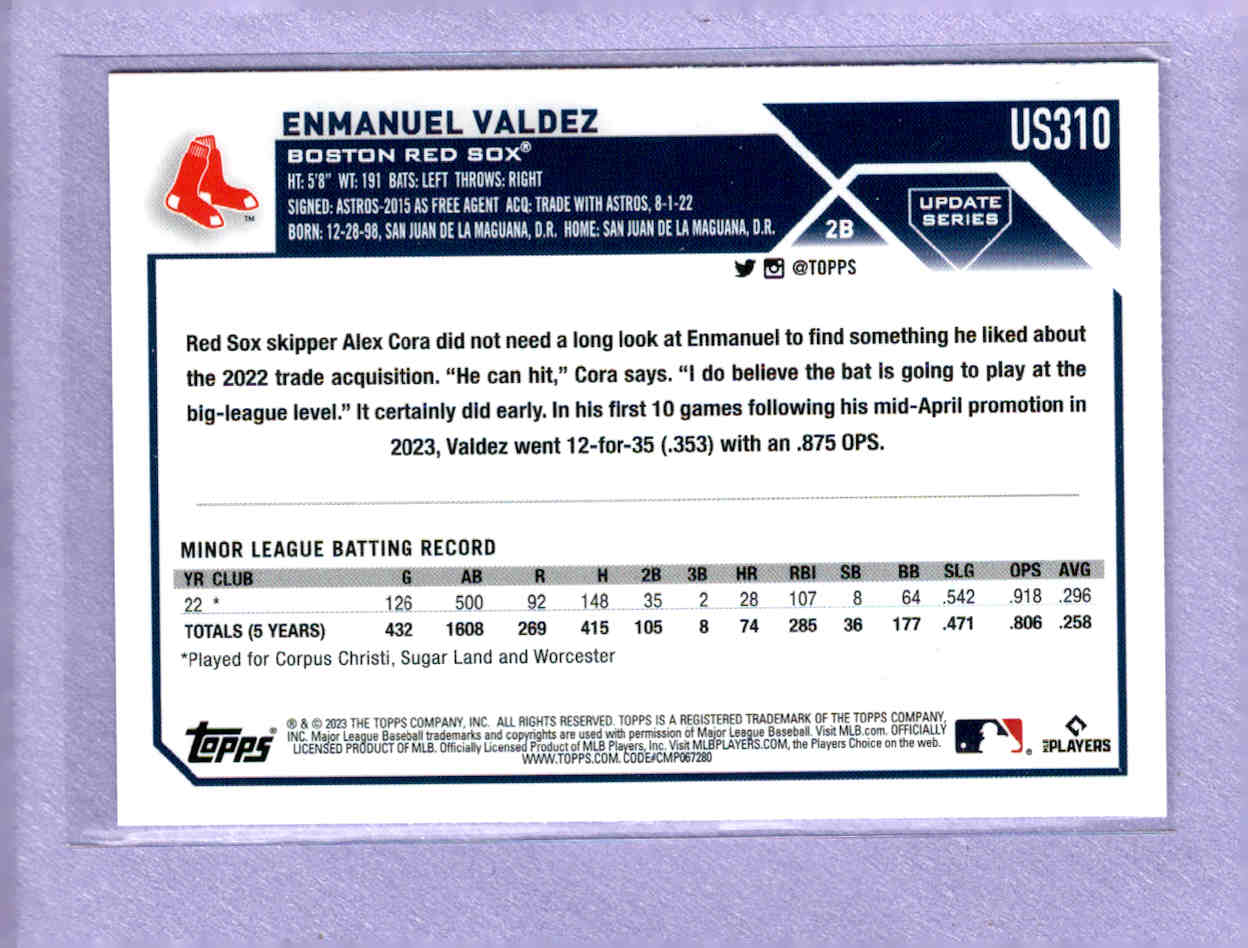 ENMANUEL VALDEZ
US310
BOSTON RED SOX®
HT: 5'8" WT: 191 BATS: LEFT THROWS: RIGHT
SIGNED: ASTROS-2015 AS FREE AGENT ACQ: TRADE WITH ASTROS, 8-1-22
BORN: 12-28-98, SAN JUAN DE LA MAGUANA, D.R. HOME: SAN JUAN DE LA MAGUANA, D.R.
TM
2B
UPDATE
SERIES
@TOPPS
Red Sox skipper Alex Cora did not need a long look at Enmanuel to find something he liked about
the 2022 trade acquisition. “He can hit,” Cora says. “I do believe the bat is going to play at the
big-league level.” It certainly did early. In his first 10 games following his mid-April promotion in
2023, Valdez went 12-for-35 (.353) with an .875 OPS.
MINOR LEAGUE BATTING RECORD
YR CLUB G AB R H 2B 3B HR RBI SB BB SLG OPS AVG
22 * 126 500 92 148 35 2 28 107 8 64 .542 .918 .296
TOTALS (5 YEARS) 432 1608 269 415 105 8 74 285 36 177 .471 .806 .258
*Played for Corpus Christi, Sugar Land and Worcester
topps®
® & © 2023 THE TOPPS COMPANY, INC. ALL RIGHTS RESERVED. TOPPS IS A REGISTERED TRADEMARK OF THE TOPPS COMPANY,
INC. Major League Baseball trademarks and copyrights are used with permission of Major League Baseball. Visit MLB.com. OFFICIALLY
LICENSED PRODUCT OF MLB. Officially Licensed Product of MLB Players, Inc. Visit MLBPLAYERS.COM, the Players Choice on the web.
WWW.TOPPS.COM. CODE#CMP067280
®
MLB PLAYERS